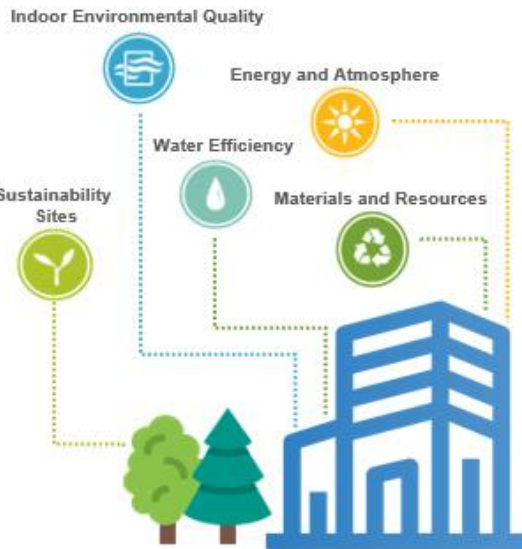 Indoor Environmental Quality
Energy and Atmosphere
Water Efficiency
Materials and Resources
Sustainability
Sites